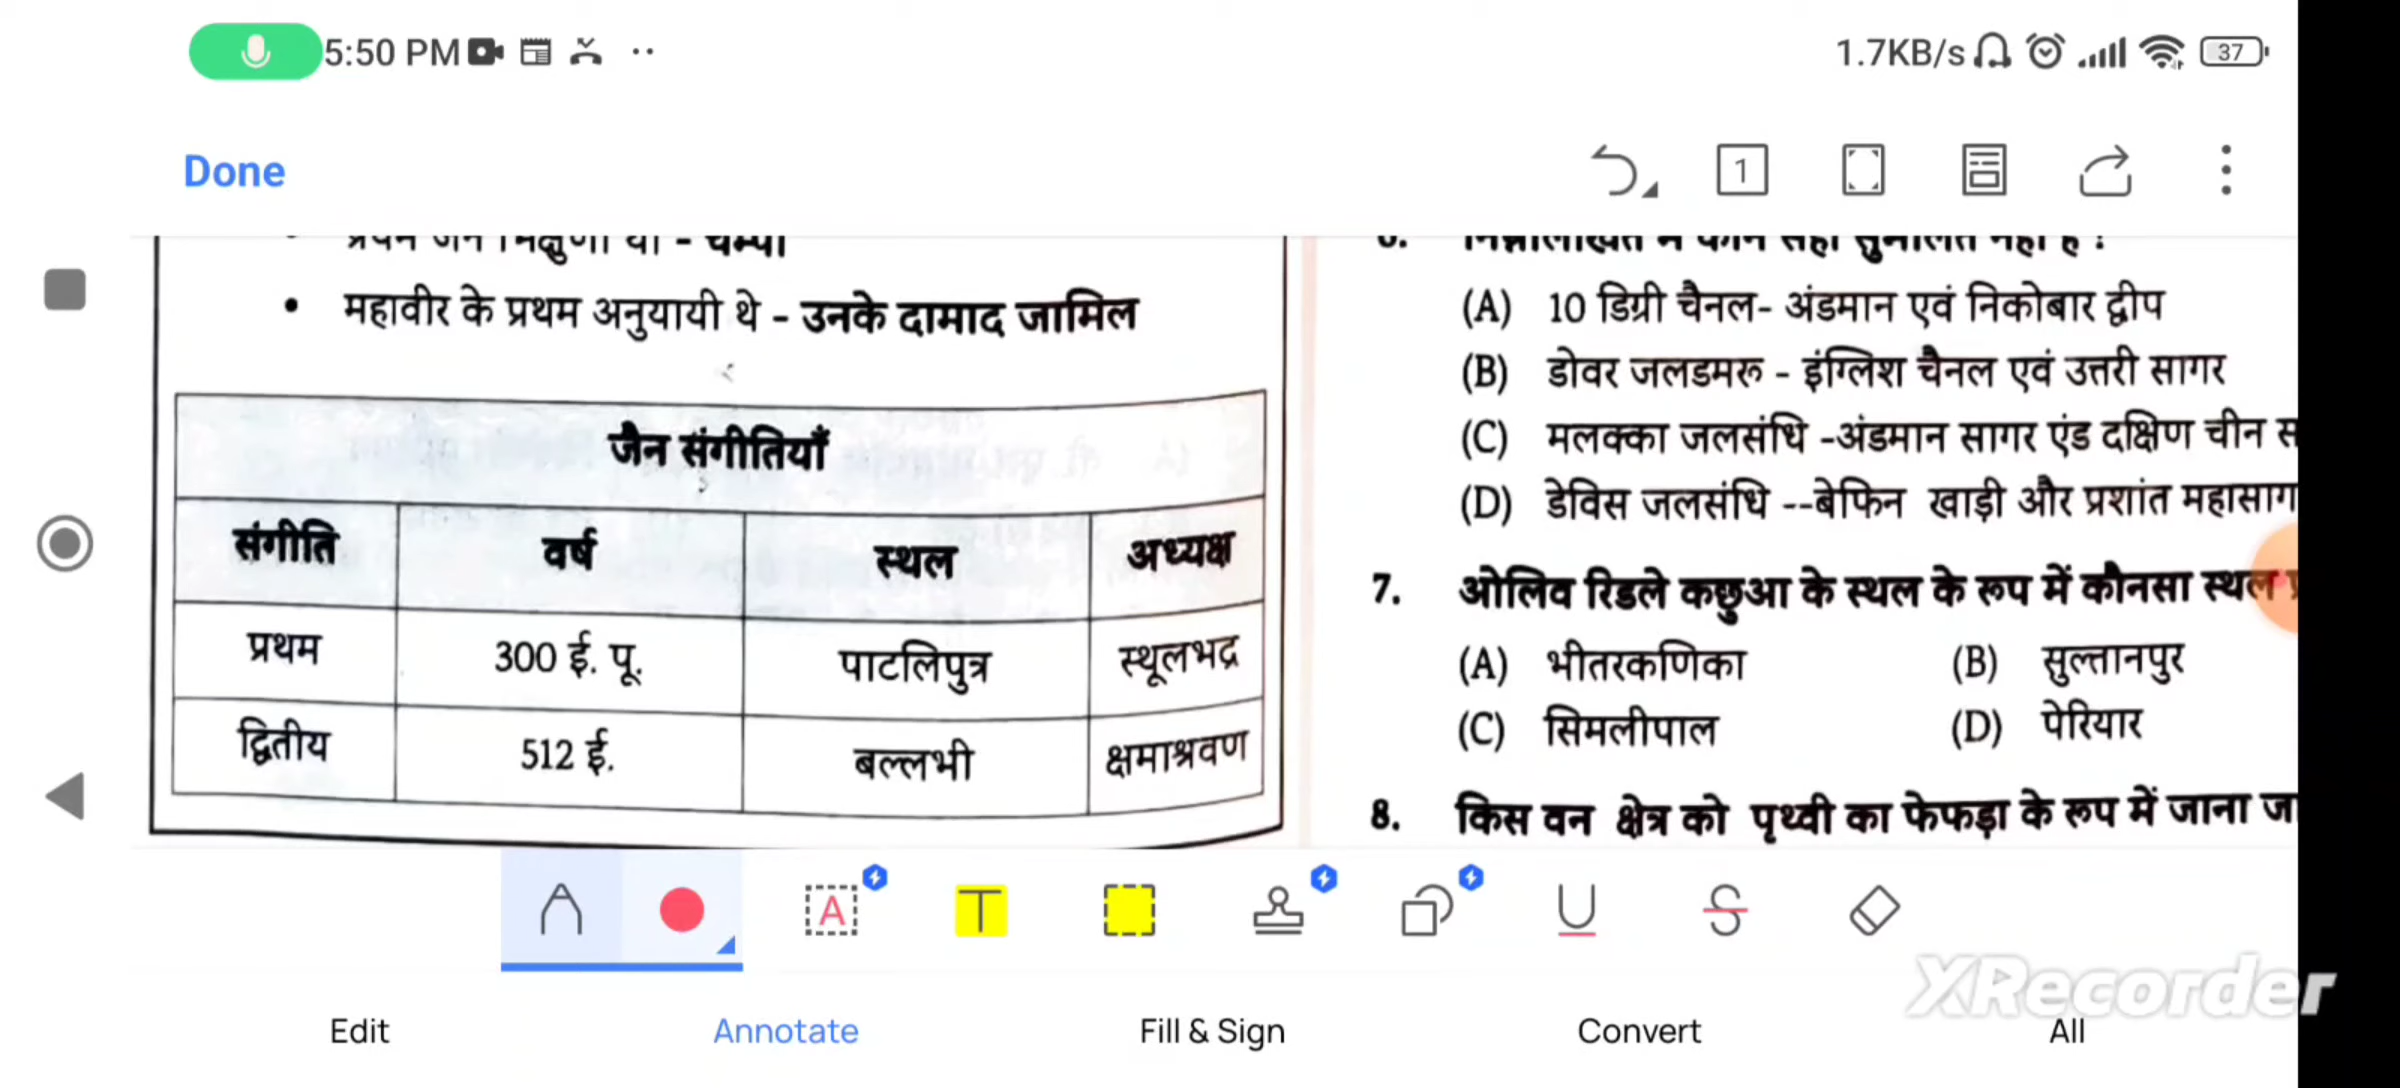 5:50 PM
1.7KB/s
37
Done
1
महावीर के प्रथम अनुयायी थे - उनके दामाद जामिल
जैन संगीतियाँ
संगीति वर्ष स्थल अध्यक्ष
प्रथम 300 ई. पू. पाटलिपुत्र स्थूलभद्र
द्वितीय 512 ई. बल्लभी क्षमाश्रवण
(A) 10 डिग्री चैनल- अंडमान एवं निकोबार द्वीप
(B) डोवर जलडमरू - इंग्लिश चैनल एवं उत्तरी सागर
(C) मलक्का जलसंधि -अंडमान सागर एंड दक्षिण चीन स
(D) डेविस जलसंधि --बेफिन खाड़ी और प्रशांत महासाग
7. ओलिव रिडले कछुआ के स्थल के रूप में कौनसा स्थल
(A) भीतरकणिका (B) सुल्तानपुर
(C) सिमलीपाल (D) पेरियार
8. किस वन क्षेत्र को पृथ्वी का फेफड़ा के रूप में जाना जा
A T U S
XRecorder
Edit Annotate Fill & Sign Convert All